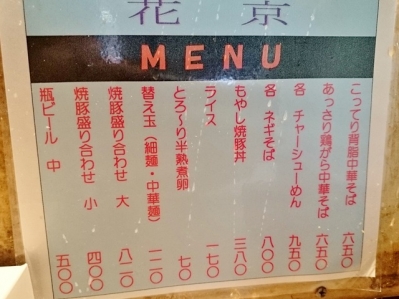 花京
MENU
こってり背脂中華そば 六五〇
あっさり鶏がら中華そば 六五〇
各 チャーシューめん 九五〇
各 ネギそば 八〇〇
もやし焼豚丼 三八〇
ライス 一七〇
とろ〜り半熟煮卵 七〇
替え玉（細麺・中華麺） 一二〇
焼豚盛り合わせ 大 八二〇
焼豚盛り合わせ 小 四〇〇
瓶ビール 中 五〇〇